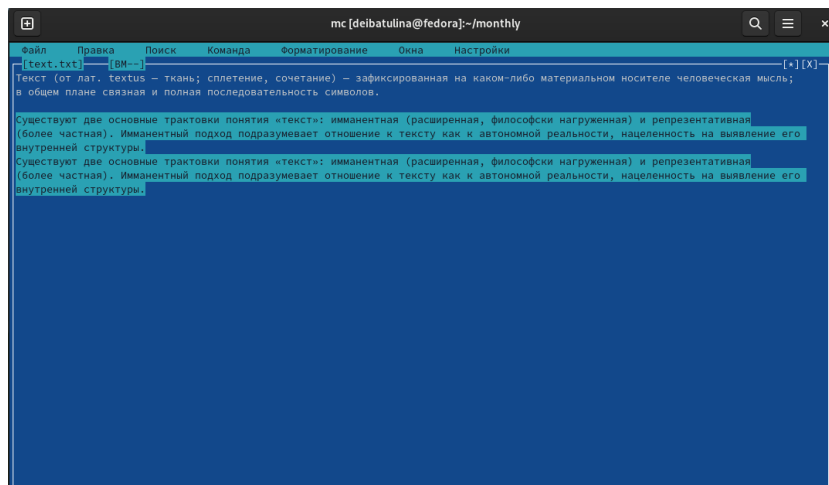 mc [deibatulina@fedora]:~/monthly
Файл Правка Поиск Команда Форматирование Окна Настройки
[text.txt] [BM--] [*][X]
Текст (от лат. textus — ткань; сплетение, сочетание) — зафиксированная на каком-либо материальном носителе человеческая мысль;
в общем плане связная и полная последовательность символов.
Существуют две основные трактовки понятия «текст»: имманентная (расширенная, философски нагруженная) и репрезентативная
(более частная). Имманентный подход подразумевает отношение к тексту как к автономной реальности, нацеленность на выявление его
внутренней структуры.
Существуют две основные трактовки понятия «текст»: имманентная (расширенная, философски нагруженная) и репрезентативная
(более частная). Имманентный подход подразумевает отношение к тексту как к автономной реальности, нацеленность на выявление его
внутренней структуры.